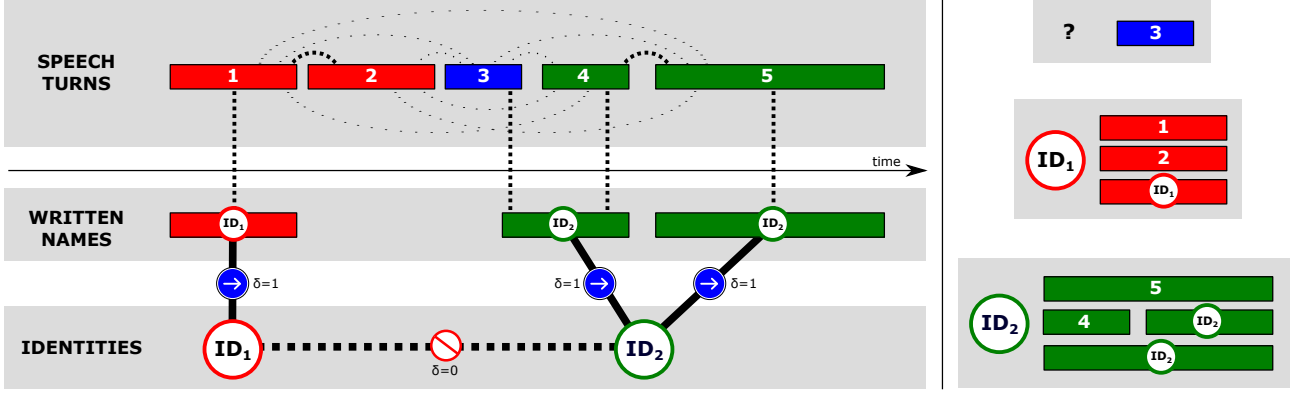 SPEECH
TURNS
1 2 3 4 5
time
WRITTEN
NAMES
ID₁ ID₂ ID₂
δ=1 δ=1 δ=1
IDENTITIES
ID₁ ID₂
δ=0
? 3
ID₁
1
2
ID₁
ID₂
5
4 ID₂
ID₂